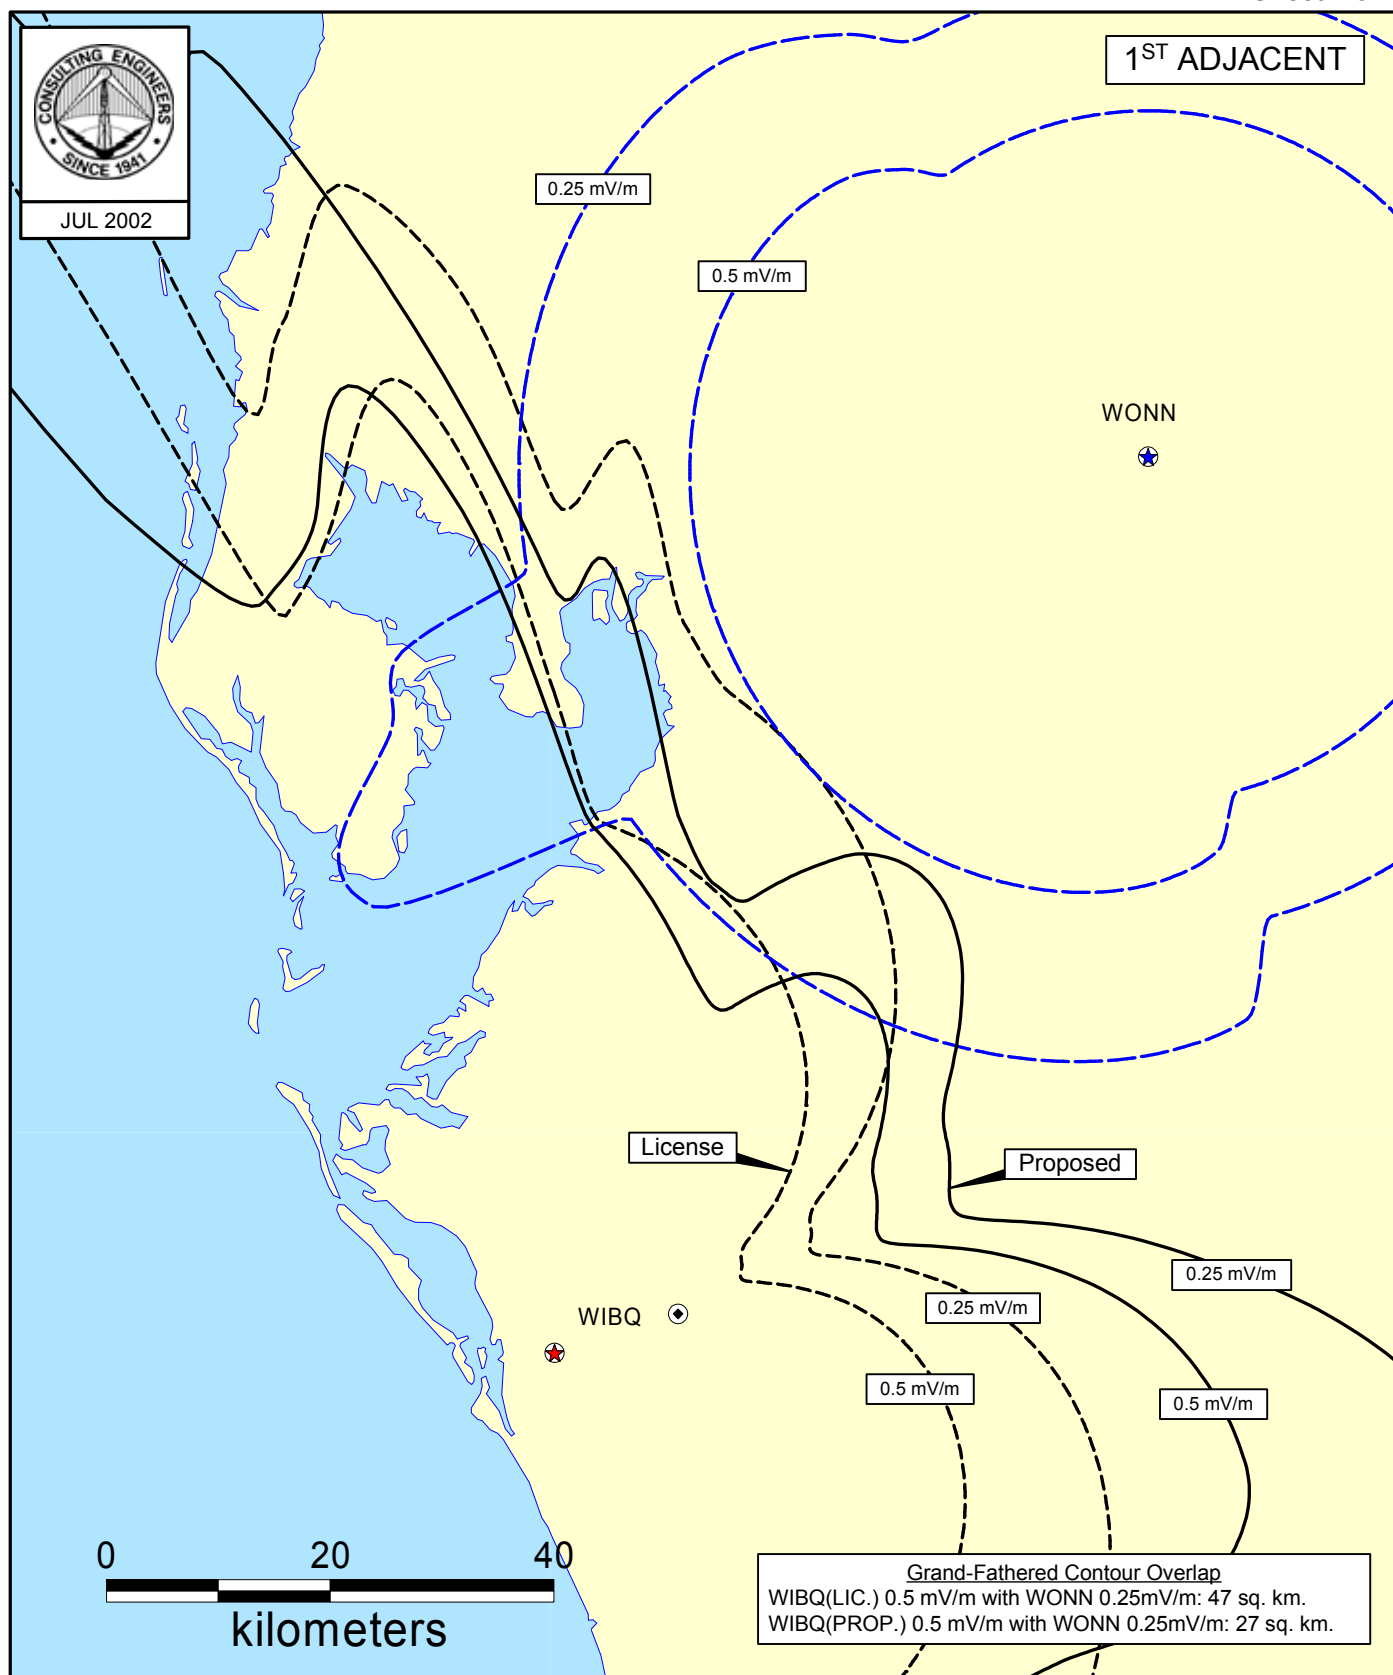 1ST ADJACENT
CONSULTING ENGINEERS
• SINCE 1941 •
JUL 2002
0.25 mV/m
0.5 mV/m
WONN
License
Proposed
0.25 mV/m
0.25 mV/m
WIBQ
0.5 mV/m
0.5 mV/m
0 20 40
kilometers
Grand-Fathered Contour Overlap
WIBQ(LIC.) 0.5 mV/m with WONN 0.25mV/m: 47 sq. km.
WIBQ(PROP.) 0.5 mV/m with WONN 0.25mV/m: 27 sq. km.